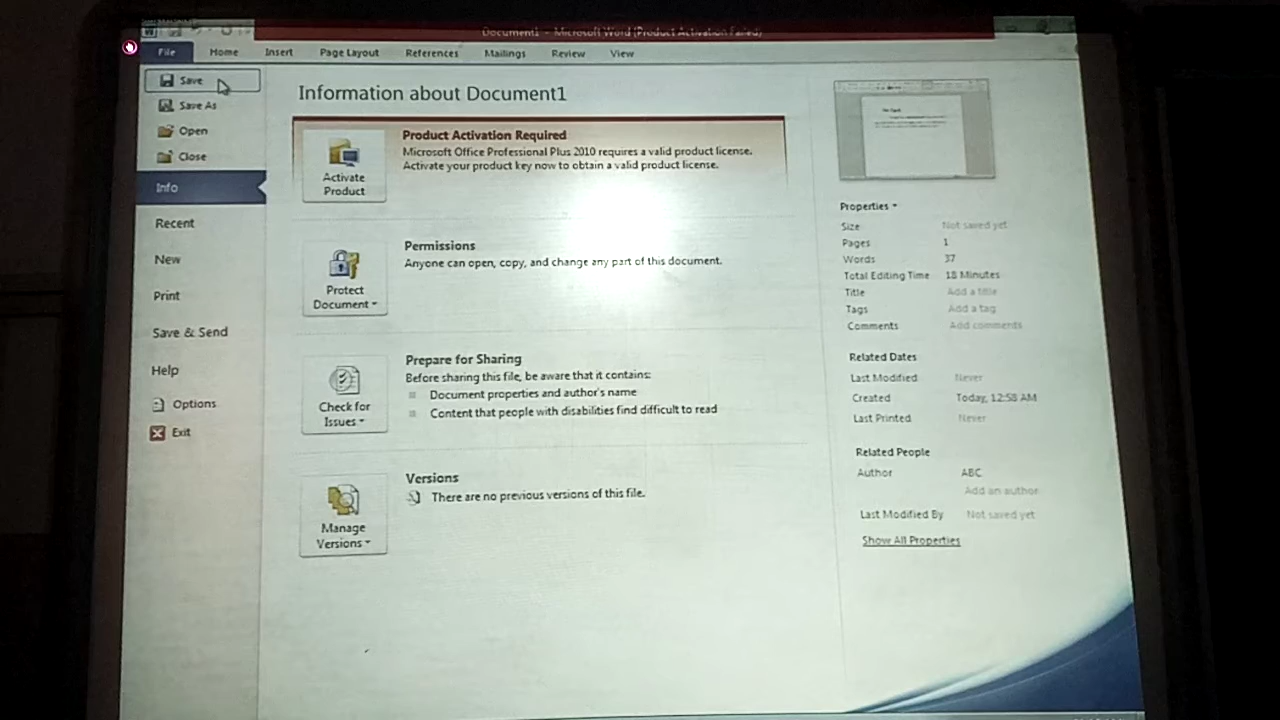 Document1 - Microsoft Word (Product Activation Failed)
File Home Insert Page Layout References Mailings Review View
Save
Save As
Open
Close
Info
Recent
New
Print
Save & Send
Help
Options
Exit
Information about Document1
Activate
Product
Product Activation Required
Microsoft Office Professional Plus 2010 requires a valid product license.
Activate your product key now to obtain a valid product license.
Protect
Document
Permissions
Anyone can open, copy, and change any part of this document.
Check for
Issues
Prepare for Sharing
Before sharing this file, be aware that it contains:
Document properties and author's name
Content that people with disabilities find difficult to read
Manage
Versions
Versions
There are no previous versions of this file.
Properties
Size Not saved yet
Pages 1
Words 37
Total Editing Time 18 Minutes
Title Add a title
Tags Add a tag
Comments Add comments
Related Dates
Last Modified Never
Created Today, 12:58 AM
Last Printed Never
Related People
Author ABC
Add an author
Last Modified By Not saved yet
Show All Properties